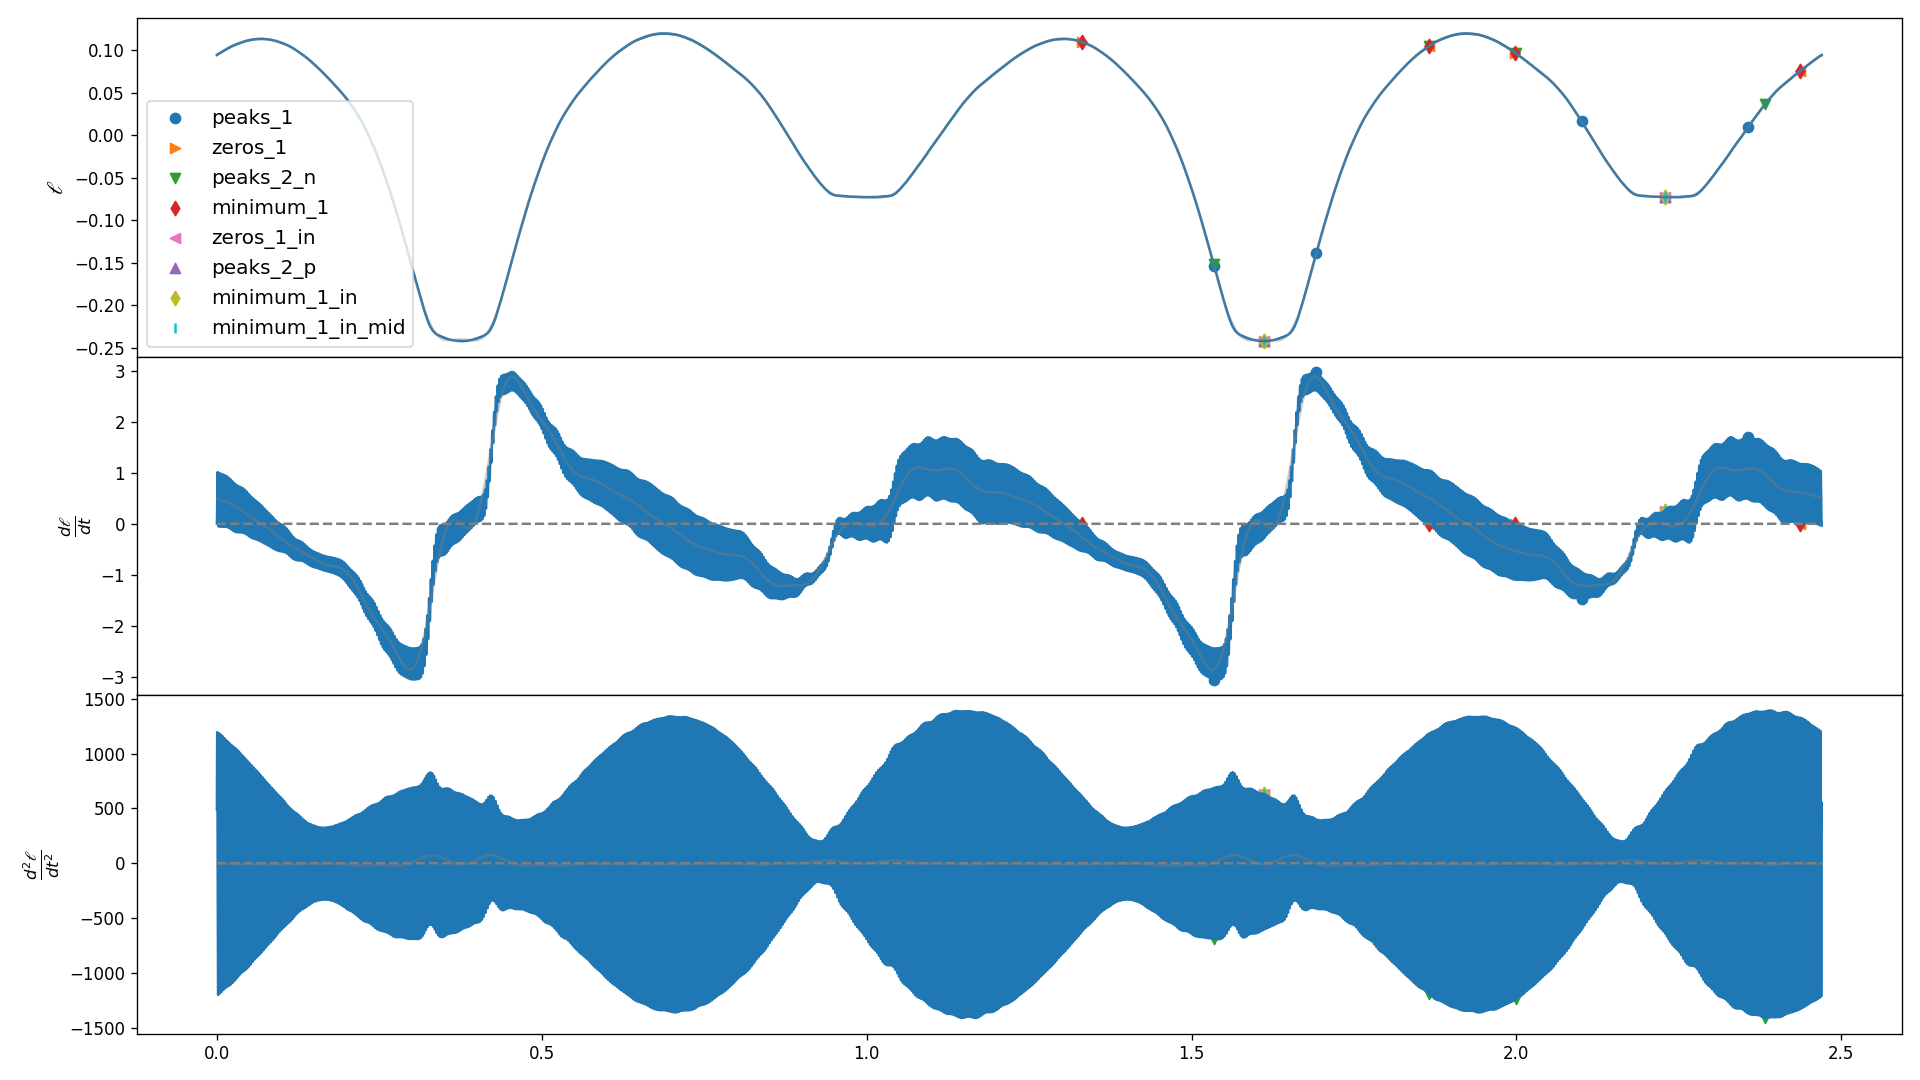 0.10
0.05
0.00
−0.05
−0.10
−0.15
−0.20
−0.25
ℓ
peaks_1
zeros_1
peaks_2_n
minimum_1
zeros_1_in
peaks_2_p
minimum_1_in
minimum_1_in_mid
3
2
1
0
−1
−2
−3
dℓ
dt
1500
1000
500
0
−500
−1000
−1500
d²ℓ
dt²
0.0 0.5 1.0 1.5 2.0 2.5